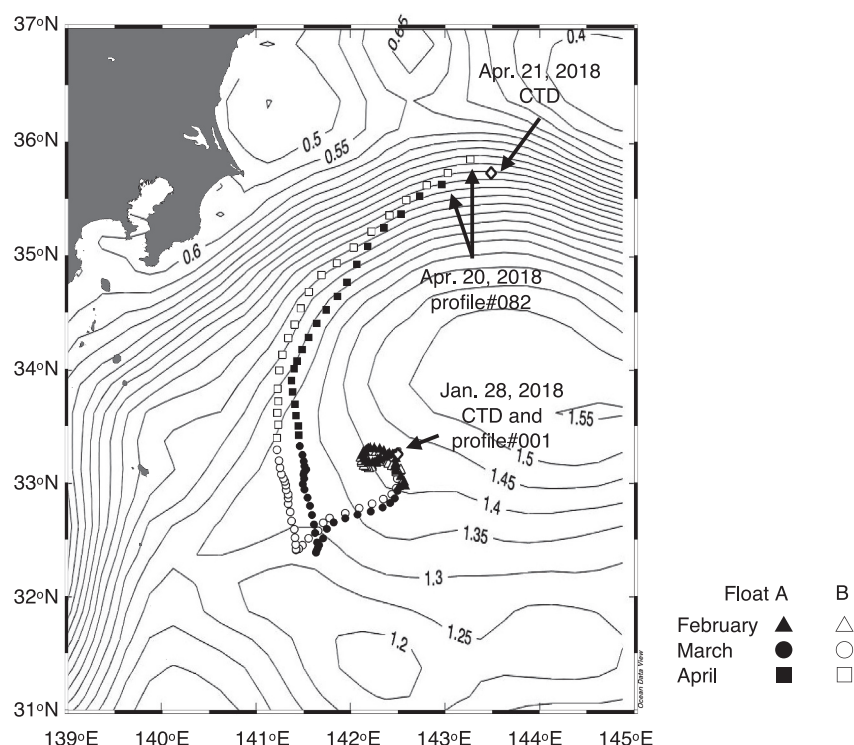 37°N
36°N
35°N
34°N
33°N
32°N
31°N
139°E
140°E
141°E
142°E
143°E
144°E
145°E
0.65
0.4
Apr. 21, 2018
CTD
0.5
0.55
0.6
Apr. 20, 2018
profile#082
Jan. 28, 2018
CTD and
profile#001
1.55
1.5
1.45
1.4
1.35
1.3
1.25
1.2
Ocean Data View
Float A B
February
March
April